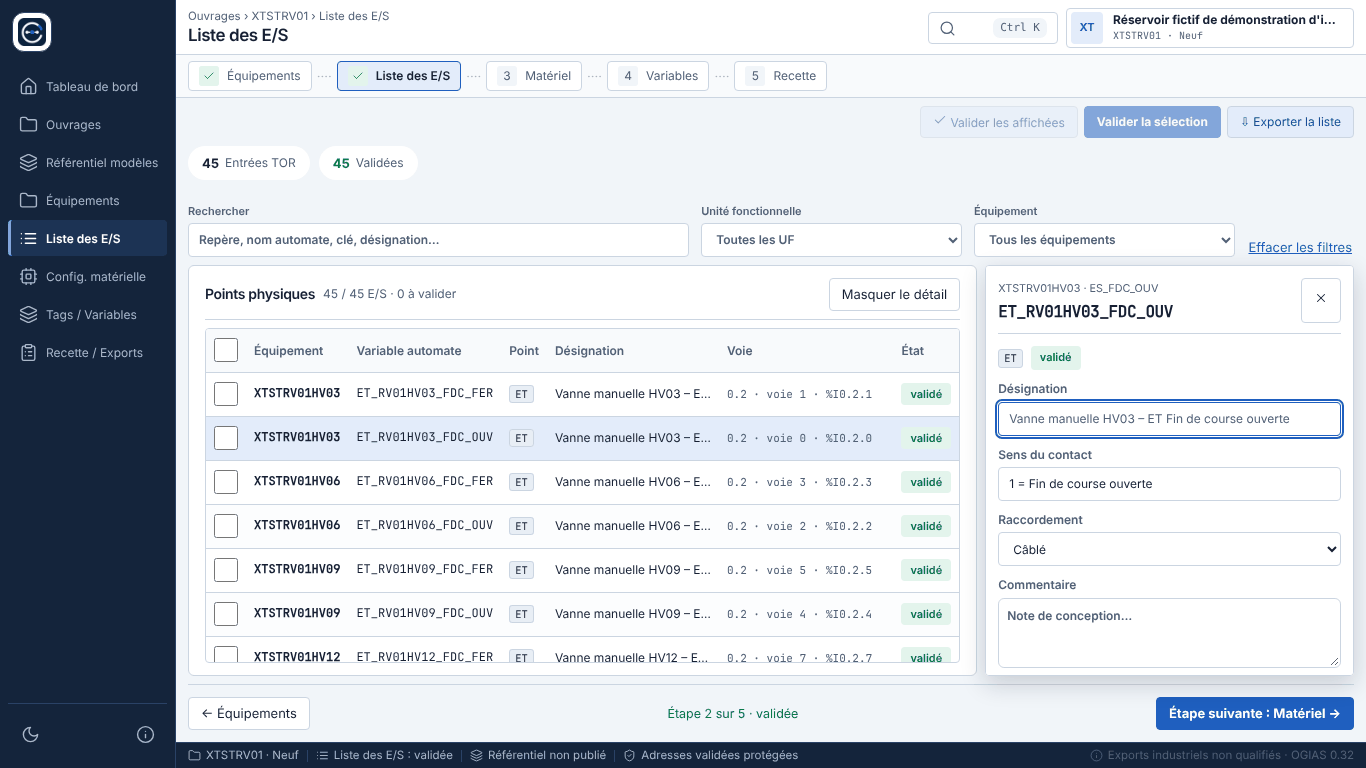 Ouvrages › XTSTRV01 › Liste des E/S
Liste des E/S
Ctrl K
XT
Réservoir fictif de démonstration d'i...
XTSTRV01 · Neuf
Tableau de bord
Ouvrages
Référentiel modèles
Équipements
Liste des E/S
Config. matérielle
Tags / Variables
Recette / Exports
Équipements
Liste des E/S
3 Matériel
4 Variables
5 Recette
Valider les affichées
Valider la sélection
⇩ Exporter la liste
45 Entrées TOR
45 Validées
Rechercher
Repère, nom automate, clé, désignation...
Unité fonctionnelle
Toutes les UF
Équipement
Tous les équipements
Effacer les filtres
Points physiques 45 / 45 E/S · 0 à valider
Masquer le détail
Équipement Variable automate Point Désignation Voie État
XTSTRV01HV03 ET_RV01HV03_FDC_FER ET Vanne manuelle HV03 – E... 0.2 · voie 1 · %I0.2.1 validé
XTSTRV01HV03 ET_RV01HV03_FDC_OUV ET Vanne manuelle HV03 – E... 0.2 · voie 0 · %I0.2.0 validé
XTSTRV01HV06 ET_RV01HV06_FDC_FER ET Vanne manuelle HV06 – E... 0.2 · voie 3 · %I0.2.3 validé
XTSTRV01HV06 ET_RV01HV06_FDC_OUV ET Vanne manuelle HV06 – E... 0.2 · voie 2 · %I0.2.2 validé
XTSTRV01HV09 ET_RV01HV09_FDC_FER ET Vanne manuelle HV09 – E... 0.2 · voie 5 · %I0.2.5 validé
XTSTRV01HV09 ET_RV01HV09_FDC_OUV ET Vanne manuelle HV09 – E... 0.2 · voie 4 · %I0.2.4 validé
XTSTRV01HV12 ET_RV01HV12_FDC_FER ET Vanne manuelle HV12 – E... 0.2 · voie 7 · %I0.2.7 validé
XTSTRV01HV03 · ES_FDC_OUV
ET_RV01HV03_FDC_OUV
×
ET validé
Désignation
Vanne manuelle HV03 – ET Fin de course ouverte
Sens du contact
1 = Fin de course ouverte
Raccordement
Câblé
Commentaire
Note de conception...
← Équipements
Étape 2 sur 5 · validée
Étape suivante : Matériel →
XTSTRV01 · Neuf
Liste des E/S : validée
Référentiel non publié
Adresses validées protégées
Exports industriels non qualifiés · OGIAS 0.32